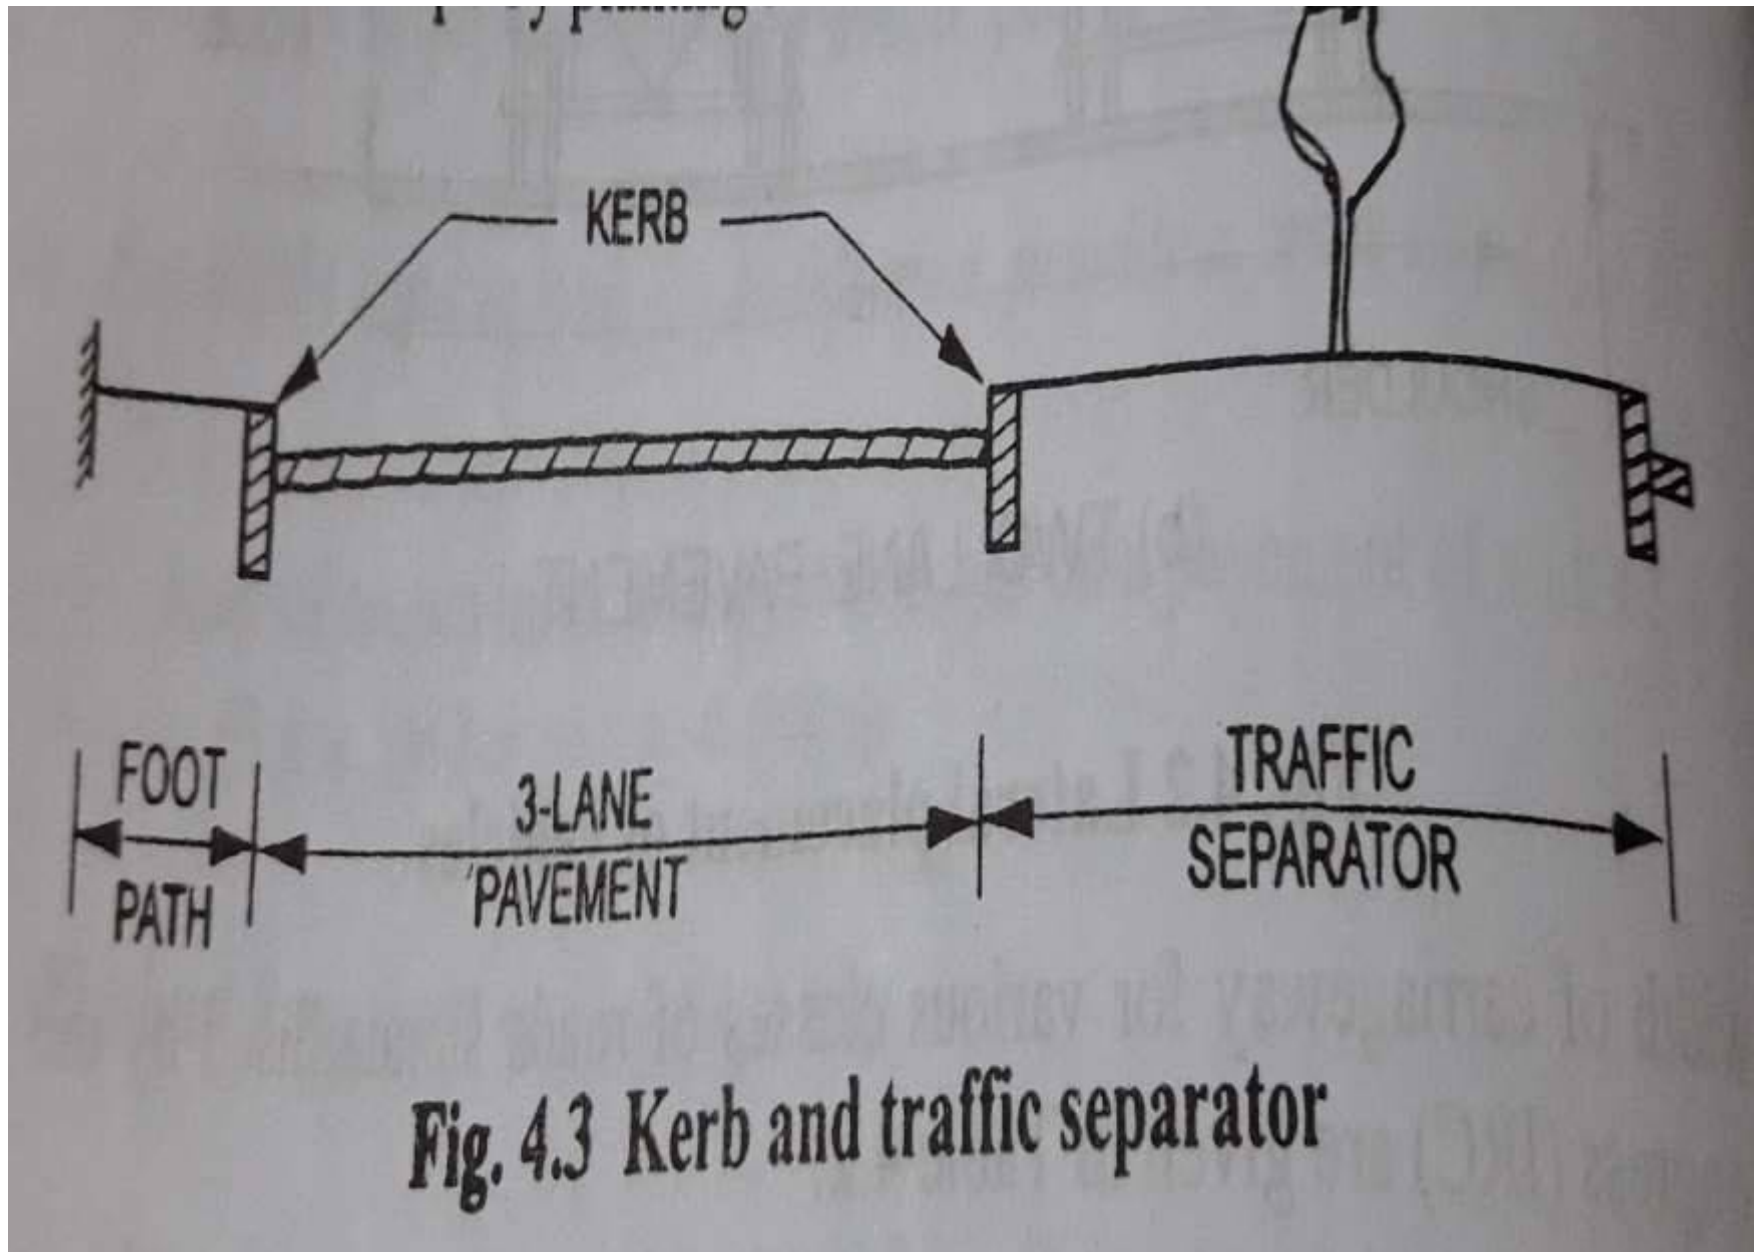 KERB
FOOT
PATH
3-LANE
PAVEMENT
TRAFFIC
SEPARATOR
Fig. 4.3 Kerb and traffic separator